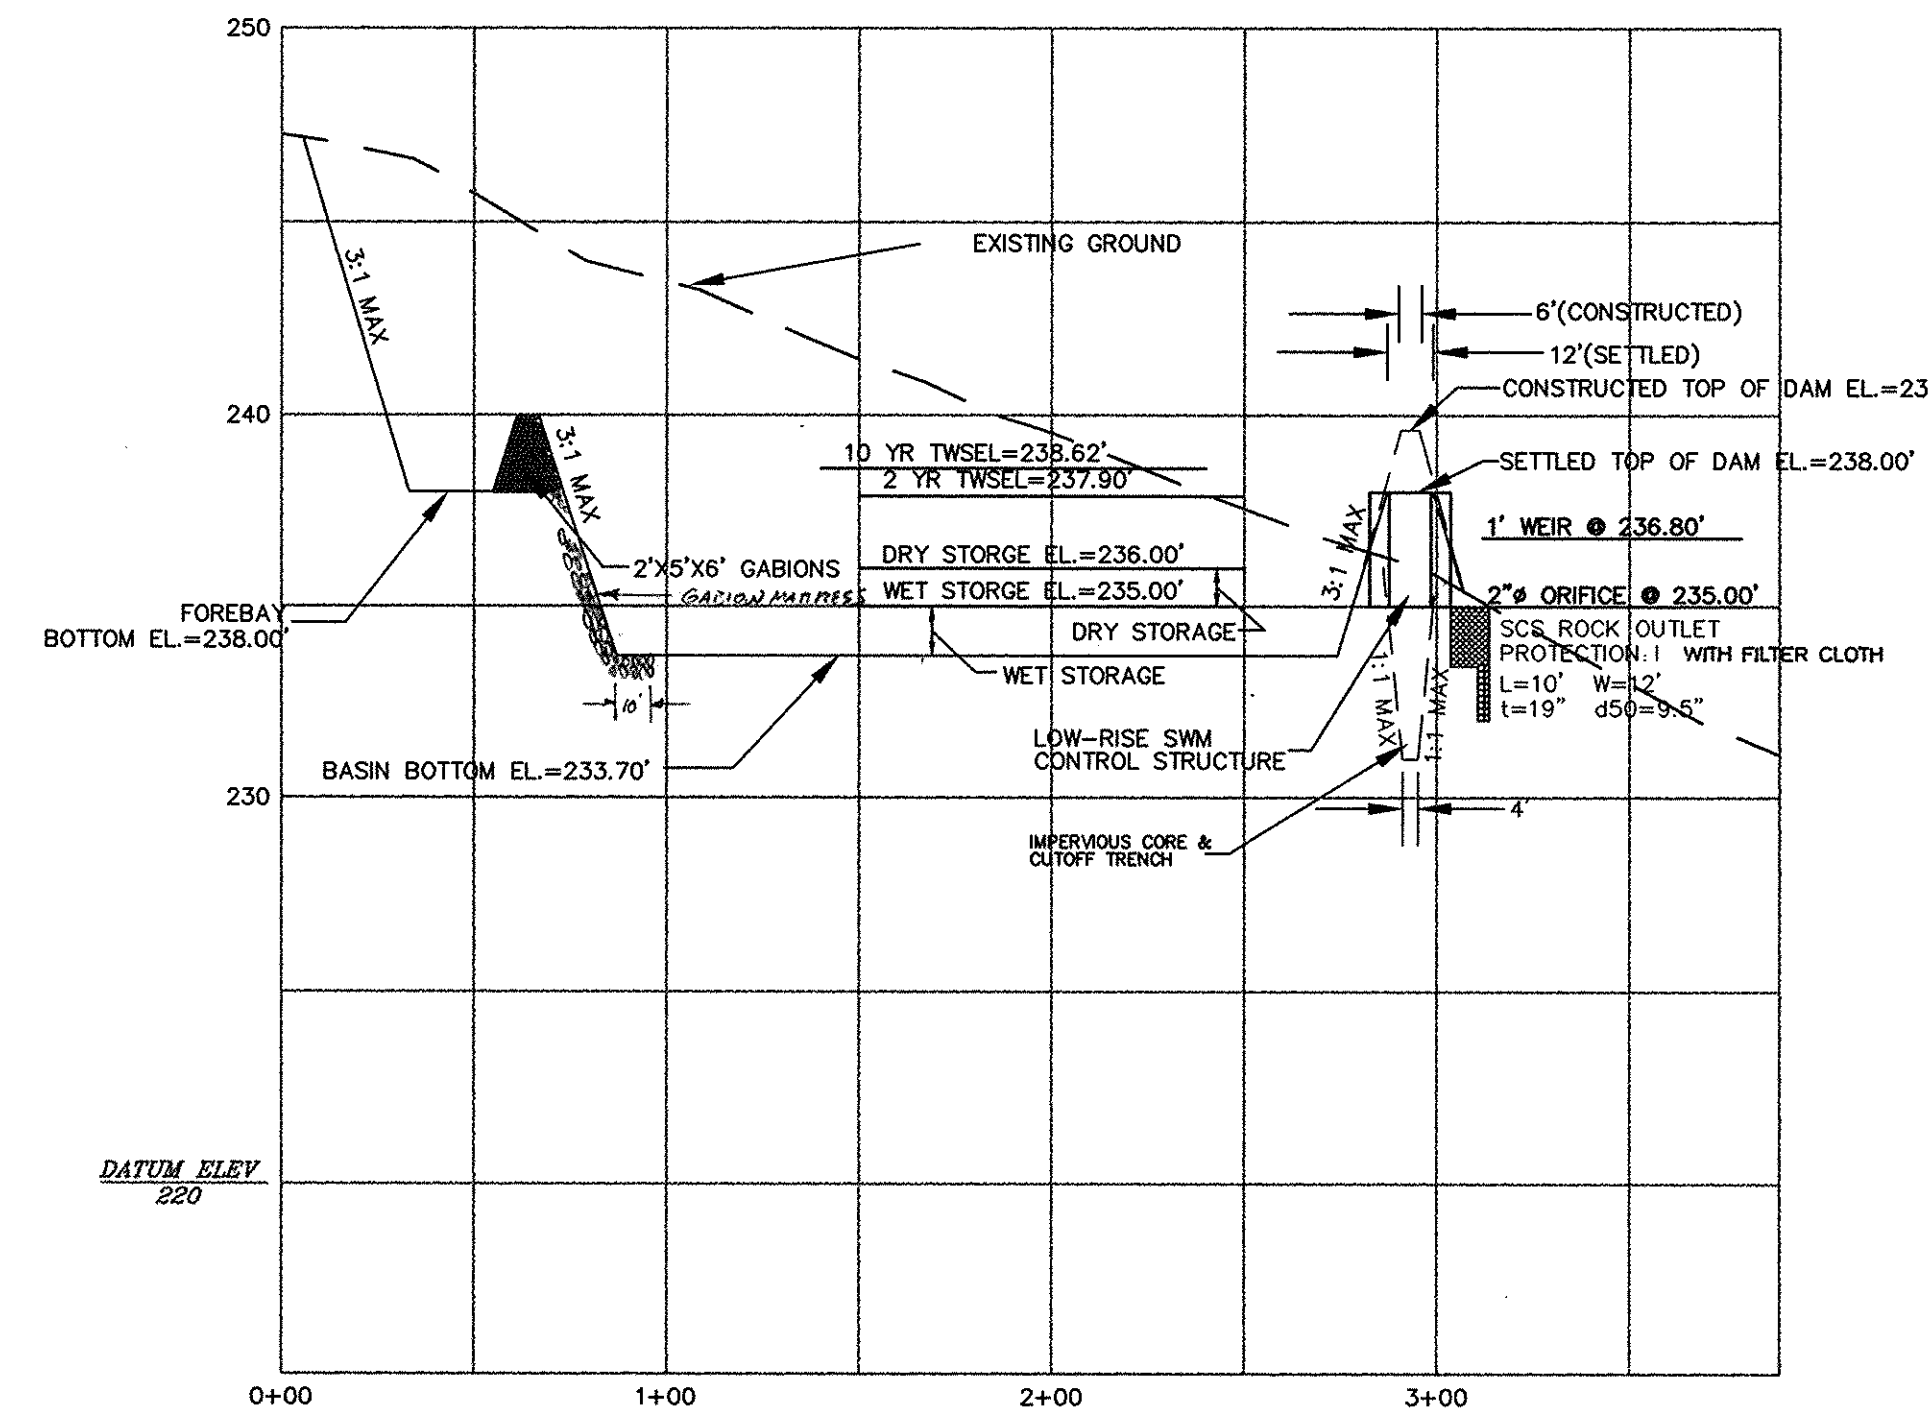 250
EXISTING GROUND
3:1 MAX
6'(CONSTRUCTED)
12'(SETTLED)
CONSTRUCTED TOP OF DAM EL.=23
240
3:1 MAX
10 YR TWSEL=238.62'
2 YR TWSEL=237.90'
SETTLED TOP OF DAM EL.=238.00'
3:1 MAX
1' WEIR @ 236.80'
DRY STORGE EL.=236.00'
2'X5'X6' GABIONS
WET STORGE EL.=235.00'
2"ø ORIFICE @ 235.00'
FOREBAY
BOTTOM EL.=238.00'
DRY STORAGE
SCS ROCK OUTLET
PROTECTION: I WITH FILTER CLOTH
L=10' W=12'
t=19" d50=9.5"
WET STORAGE
1:1 MAX
1:1 MAX
10'
LOW-RISE SWM
CONTROL STRUCTURE
BASIN BOTTOM EL.=233.70'
230
4'
IMPERVIOUS CORE &
CUTOFF TRENCH
DATUM ELEV
220
0+00
1+00
2+00
3+00